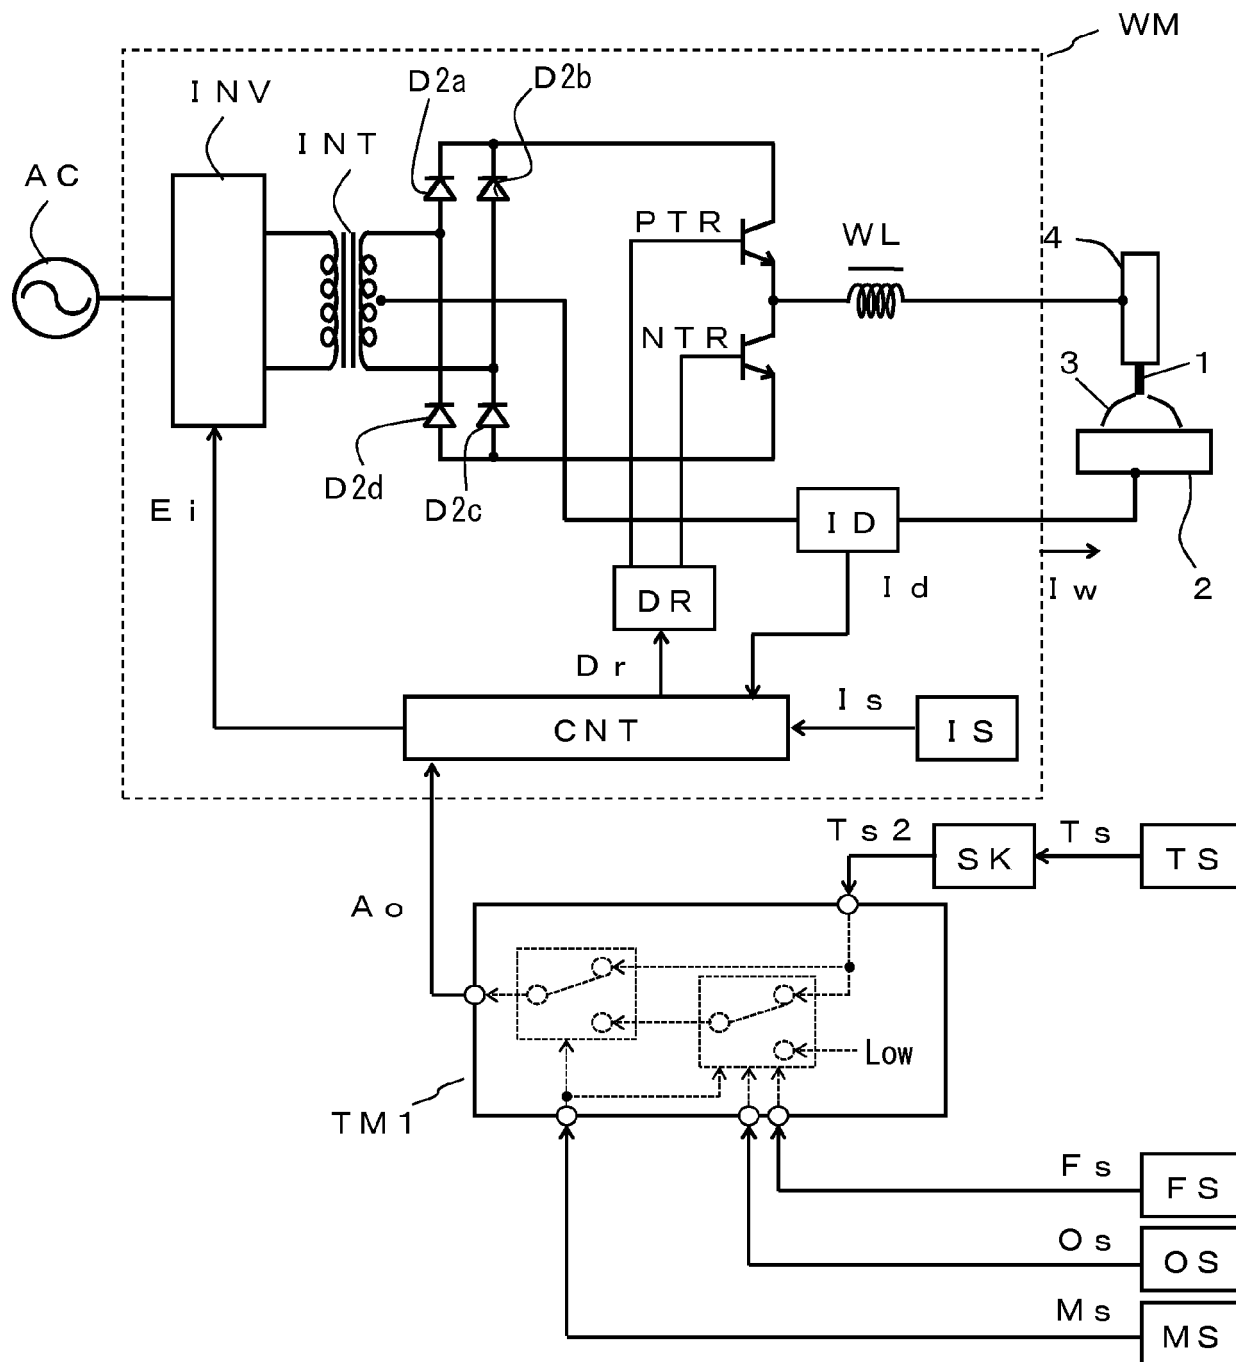 WM
INV
D2a
D2b
INT
AC
PTR
WL
4
NTR
3
1
Ei
D2d
D2c
ID
Id
Iw
2
DR
Dr
Is
CNT
IS
Ts2
Ts
SK
TS
Ao
Low
TM1
Fs
FS
Os
OS
Ms
MS